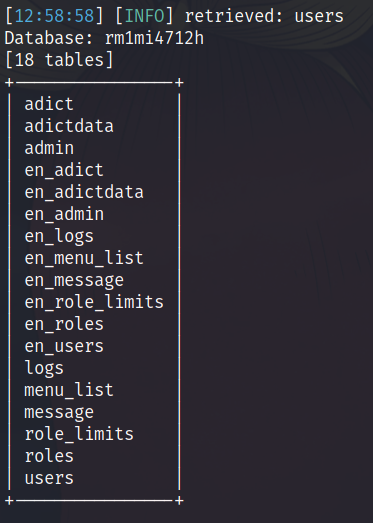 [12:58:58] [INFO] retrieved: users
Database: rm1mi4712h
[18 tables]
+-----------------+
| adict           |
| adictdata       |
| admin           |
| en_adict        |
| en_adictdata    |
| en_admin        |
| en_logs         |
| en_menu_list    |
| en_message      |
| en_role_limits  |
| en_roles        |
| en_users        |
| logs            |
| menu_list       |
| message         |
| role_limits     |
| roles           |
| users           |
+-----------------+